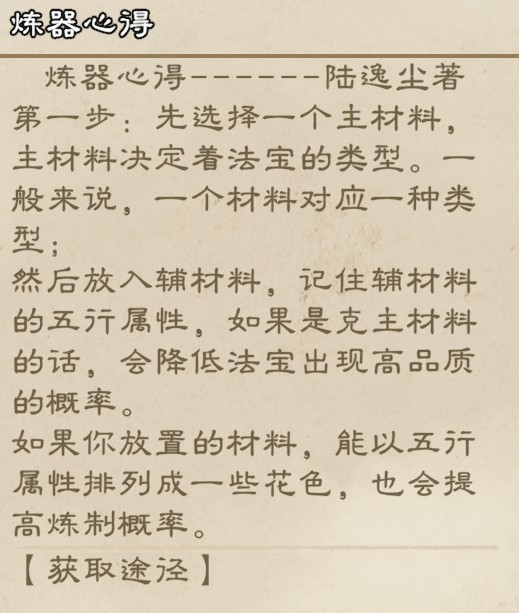 炼器心得
炼器心得------陆逸尘著
第一步：先选择一个主材料，
主材料决定着法宝的类型。一
般来说，一个材料对应一种类
型；
然后放入辅材料，记住辅材料
的五行属性，如果是克主材料
的话，会降低法宝出现高品质
的概率。
如果你放置的材料，能以五行
属性排列成一些花色，也会提
高炼制概率。
【获取途径】